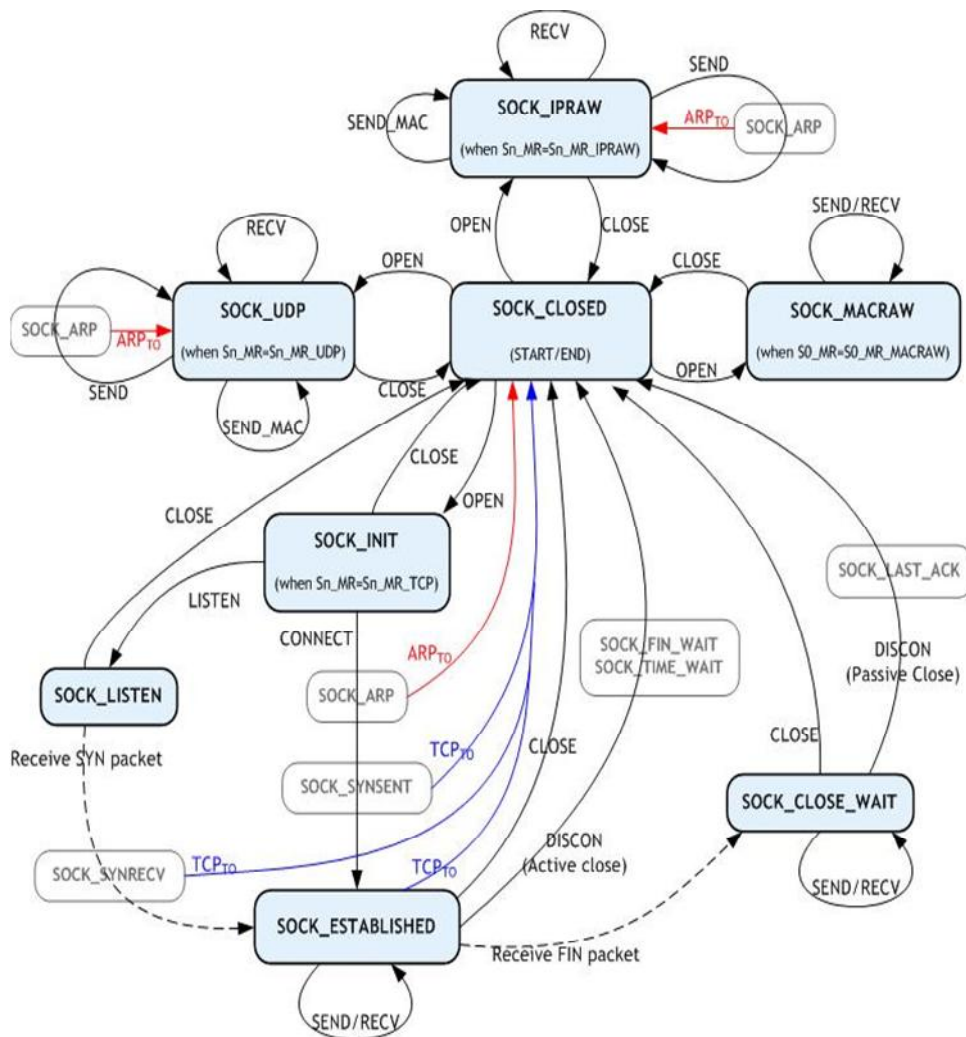 RECV
SEND
SOCK_IPRAW
SEND_MAC
ARPTO
SOCK_ARP
(when Sn_MR=Sn_MR_IPRAW)
SEND/RECV
OPEN
CLOSE
RECV
OPEN
CLOSE
SOCK_UDP
SOCK_CLOSED
SOCK_MACRAW
SOCK_ARP
ARPTO
(when Sn_MR=Sn_MR_UDP)
(START/END)
(when S0_MR=S0_MR_MACRAW)
OPEN
SEND
CLOSE
SEND_MAC
CLOSE
OPEN
CLOSE
SOCK_INIT
(when Sn_MR=Sn_MR_TCP)
SOCK_LAST_ACK
LISTEN
CONNECT
SOCK_FIN_WAIT
SOCK_TIME_WAIT
ARPTO
DISCON
(Passive Close)
SOCK_LISTEN
SOCK_ARP
Receive SYN packet
TCPTO
CLOSE
CLOSE
SOCK_SYNSENT
SOCK_CLOSE_WAIT
DISCON
(Active close)
SOCK_SYNRECV
TCPTO
TCPTO
SEND/RECV
SOCK_ESTABLISHED
Receive FIN packet
SEND/RECV